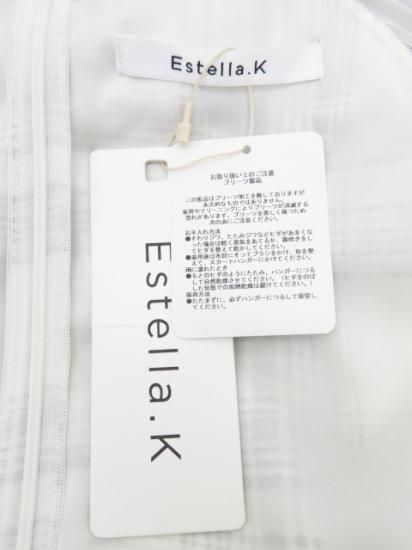 Estella.K
お取り扱い上のご注意
プリーツ製品
この製品はプリーツ加工を施しておりますが
永久的なものではありません。
着用やクリーニングによりプリーツが消滅する
恐れがあります。プリーツを美しく保つため
次の点にご注意ください。
お手入れ方法
●すわりジワ、たたみジワなどヒダがあまくな
った場合は軽く蒸気をあてるか、霧吹きをし
てヒダを整えて乾かしてください。
●着用後は布目にそってブラシをかけ、形を整
えて、スカートハンガーにかけてください。
雨に濡れたとき
●もとのヒダのようにたたみ、ハンガーにつる
して自然乾燥させてください。(ヒダをのば
した状態での加熱乾燥は避けてください。)
保存方法
●たたまずに、必ずハンガーにつるして保管し
てください。
Estella.K